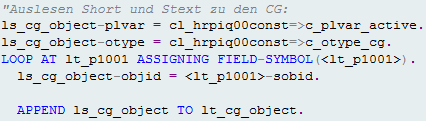 "Auslesen Short und Stext zu den CG:
ls_cg_object-plvar = cl_hrpiq00const=>c_plvar_active.
ls_cg_object-otype = cl_hrpiq00const=>c_otype_cg.
LOOP AT lt_p1001 ASSIGNING FIELD-SYMBOL(<lt_p1001>).
  ls_cg_object-objid = <lt_p1001>-sobid.
  APPEND ls_cg_object TO lt_cg_object.